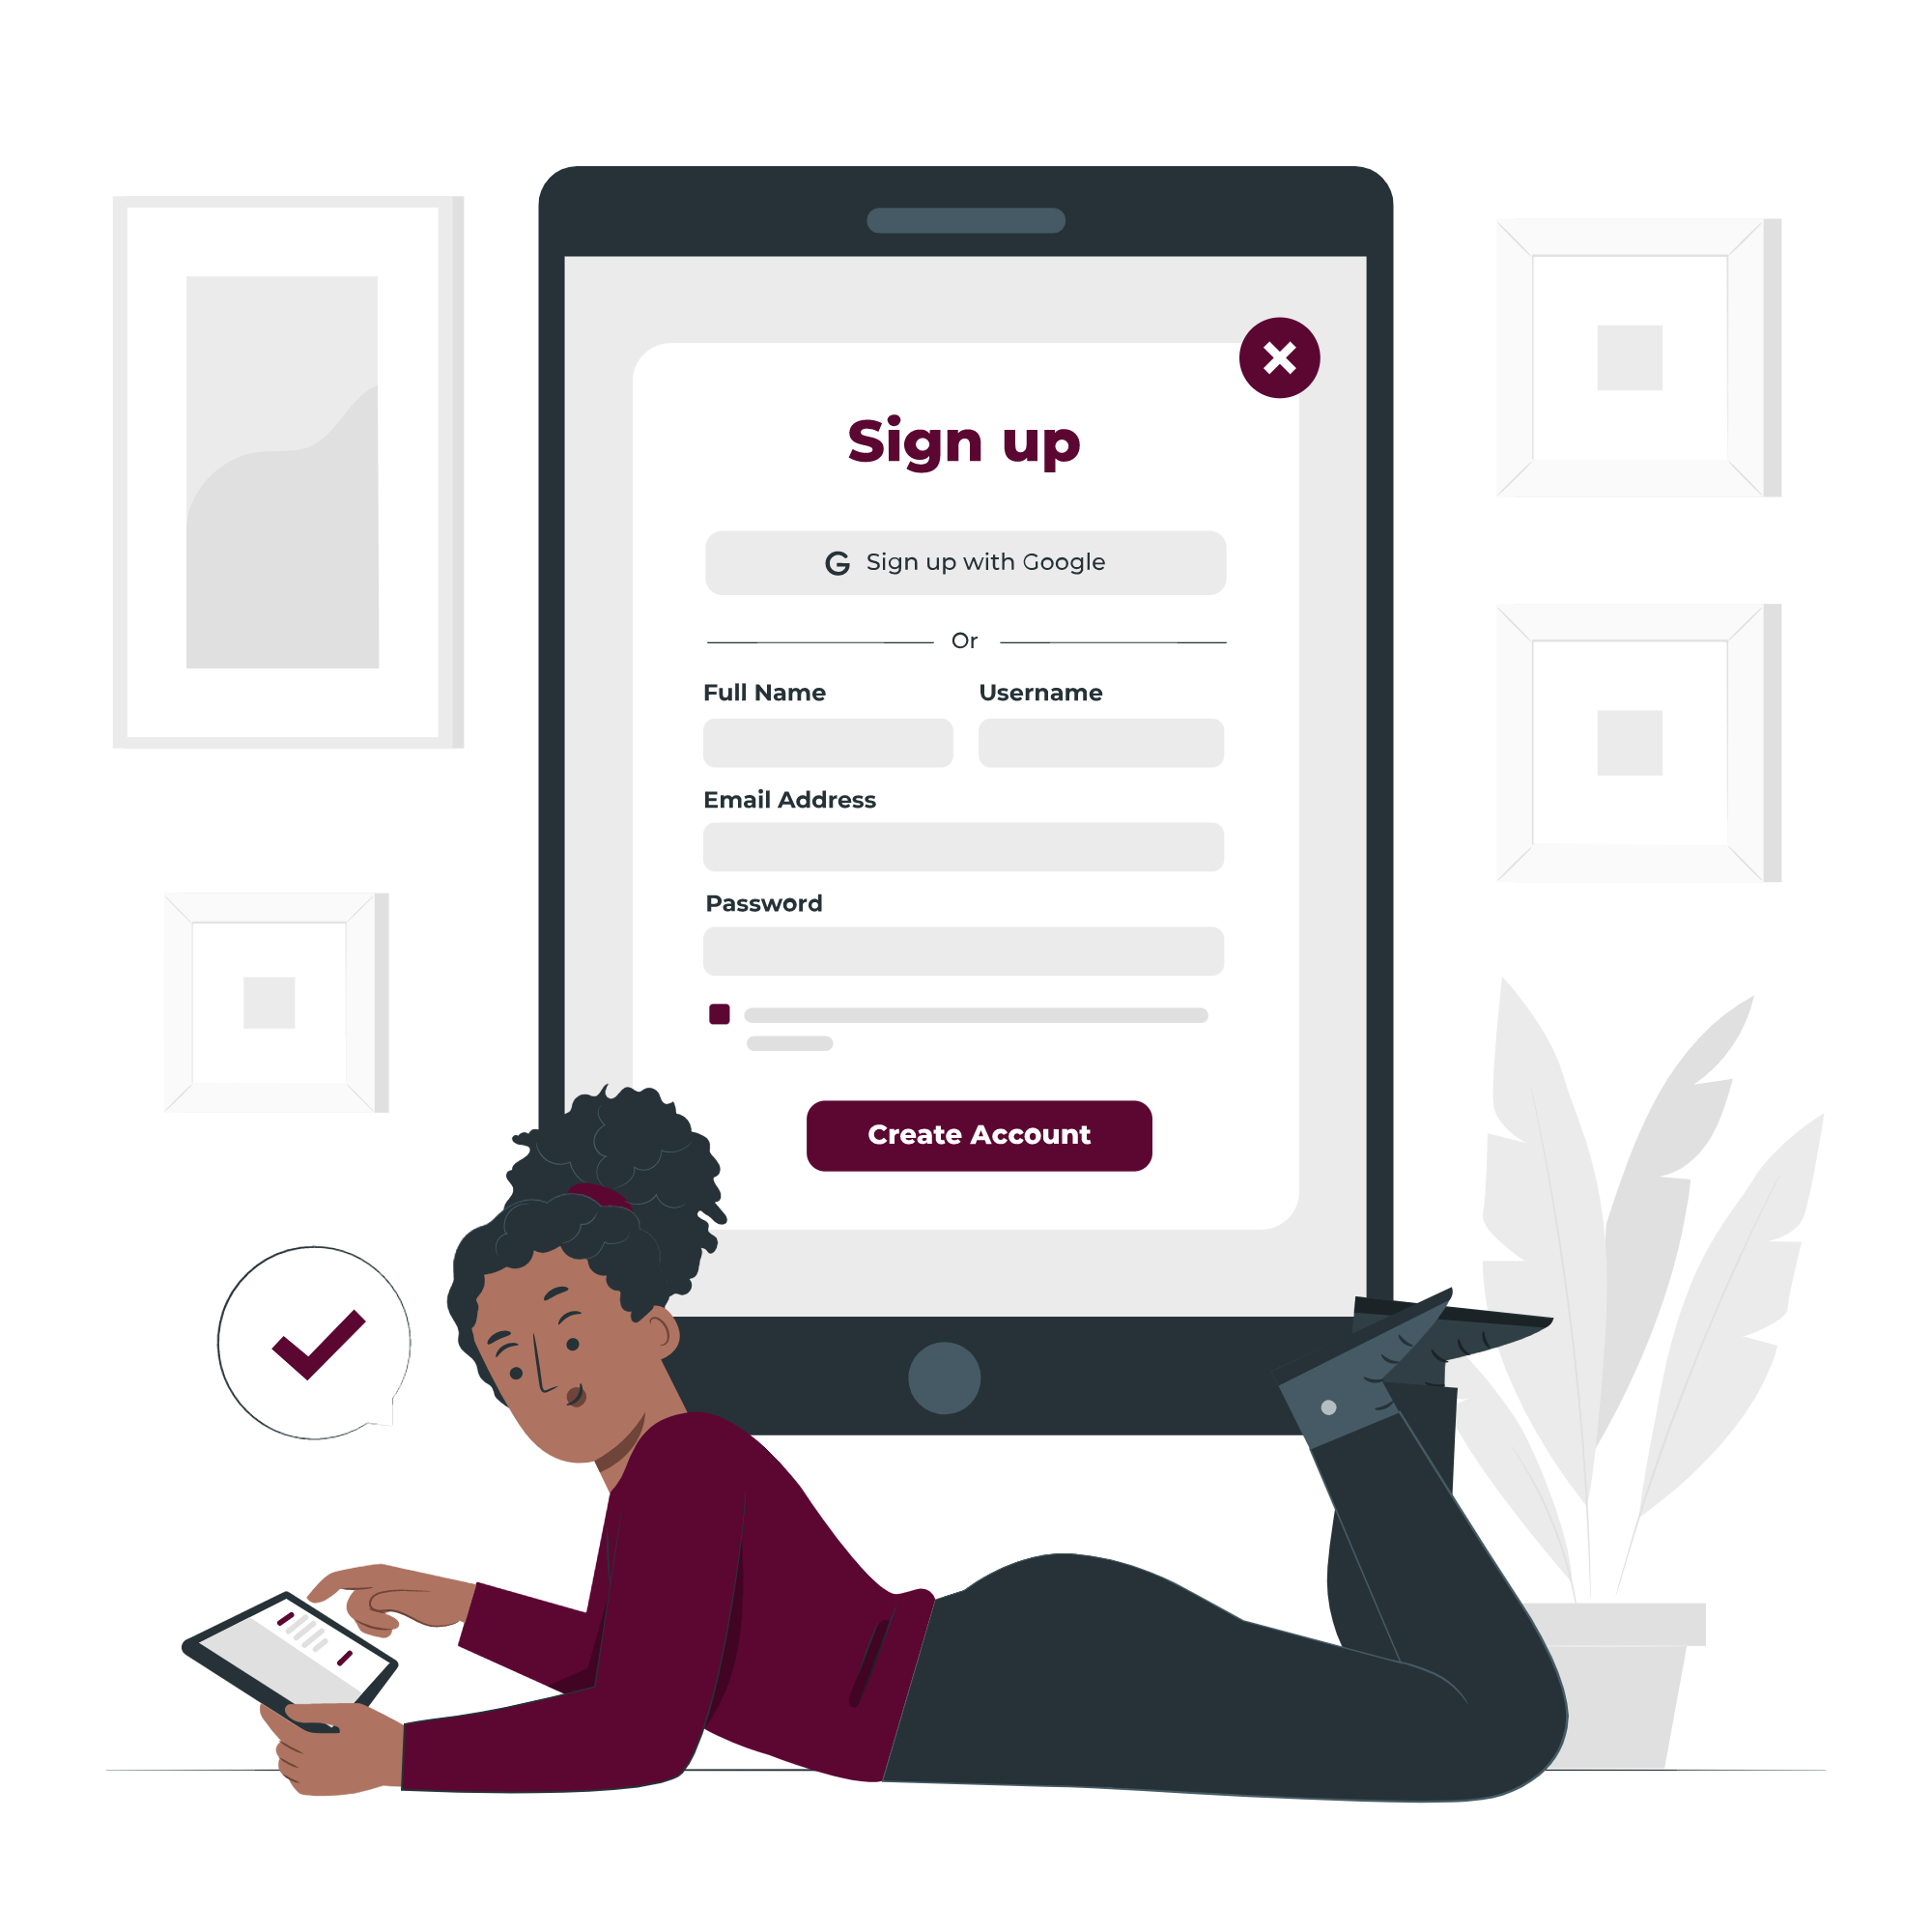 Sign up
G Sign up with Google
Or
Full Name Username
Email Address
Password
Create Account